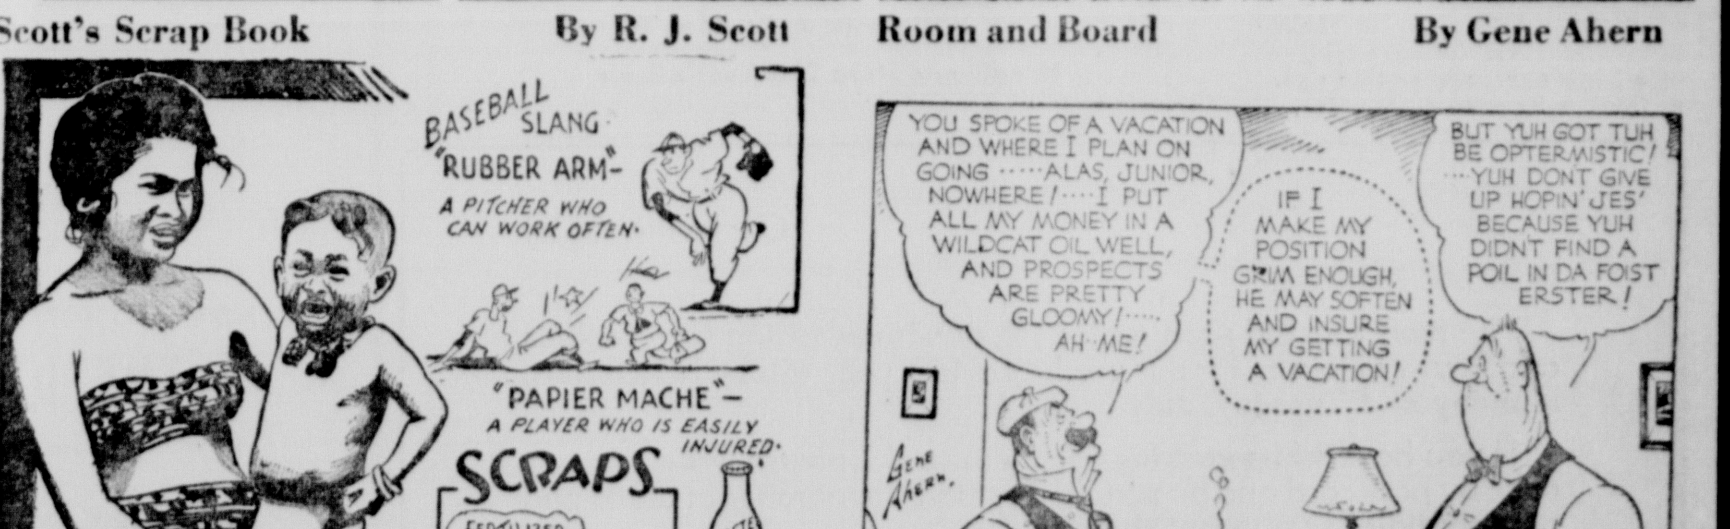 Scott's Scrap Book By R. J. Scott
BASEBALL
SLANG
"RUBBER ARM"-
A PITCHER WHO
CAN WORK OFTEN.
"PAPIER MACHE"-
A PLAYER WHO IS EASILY
INJURED.
SCRAPS
FERTILIZER
Room and Board By Gene Ahern
YOU SPOKE OF A VACATION
AND WHERE I PLAN ON
GOING .....ALAS, JUNIOR,
NOWHERE!....I PUT
ALL MY MONEY IN A
WILDCAT OIL WELL,
AND PROSPECTS
ARE PRETTY
GLOOMY!.....
AH--ME!
IF I
MAKE MY
POSITION
GRIM ENOUGH,
HE MAY SOFTEN
AND INSURE
MY GETTING
A VACATION!
BUT YUH GOT TUH
BE OPTERMISTIC!
...YUH DONT GIVE
UP HOPIN' JES'
BECAUSE YUH
DIDN'T FIND A
POIL IN DA FOIST
ERSTER!
GENE
AHERN.